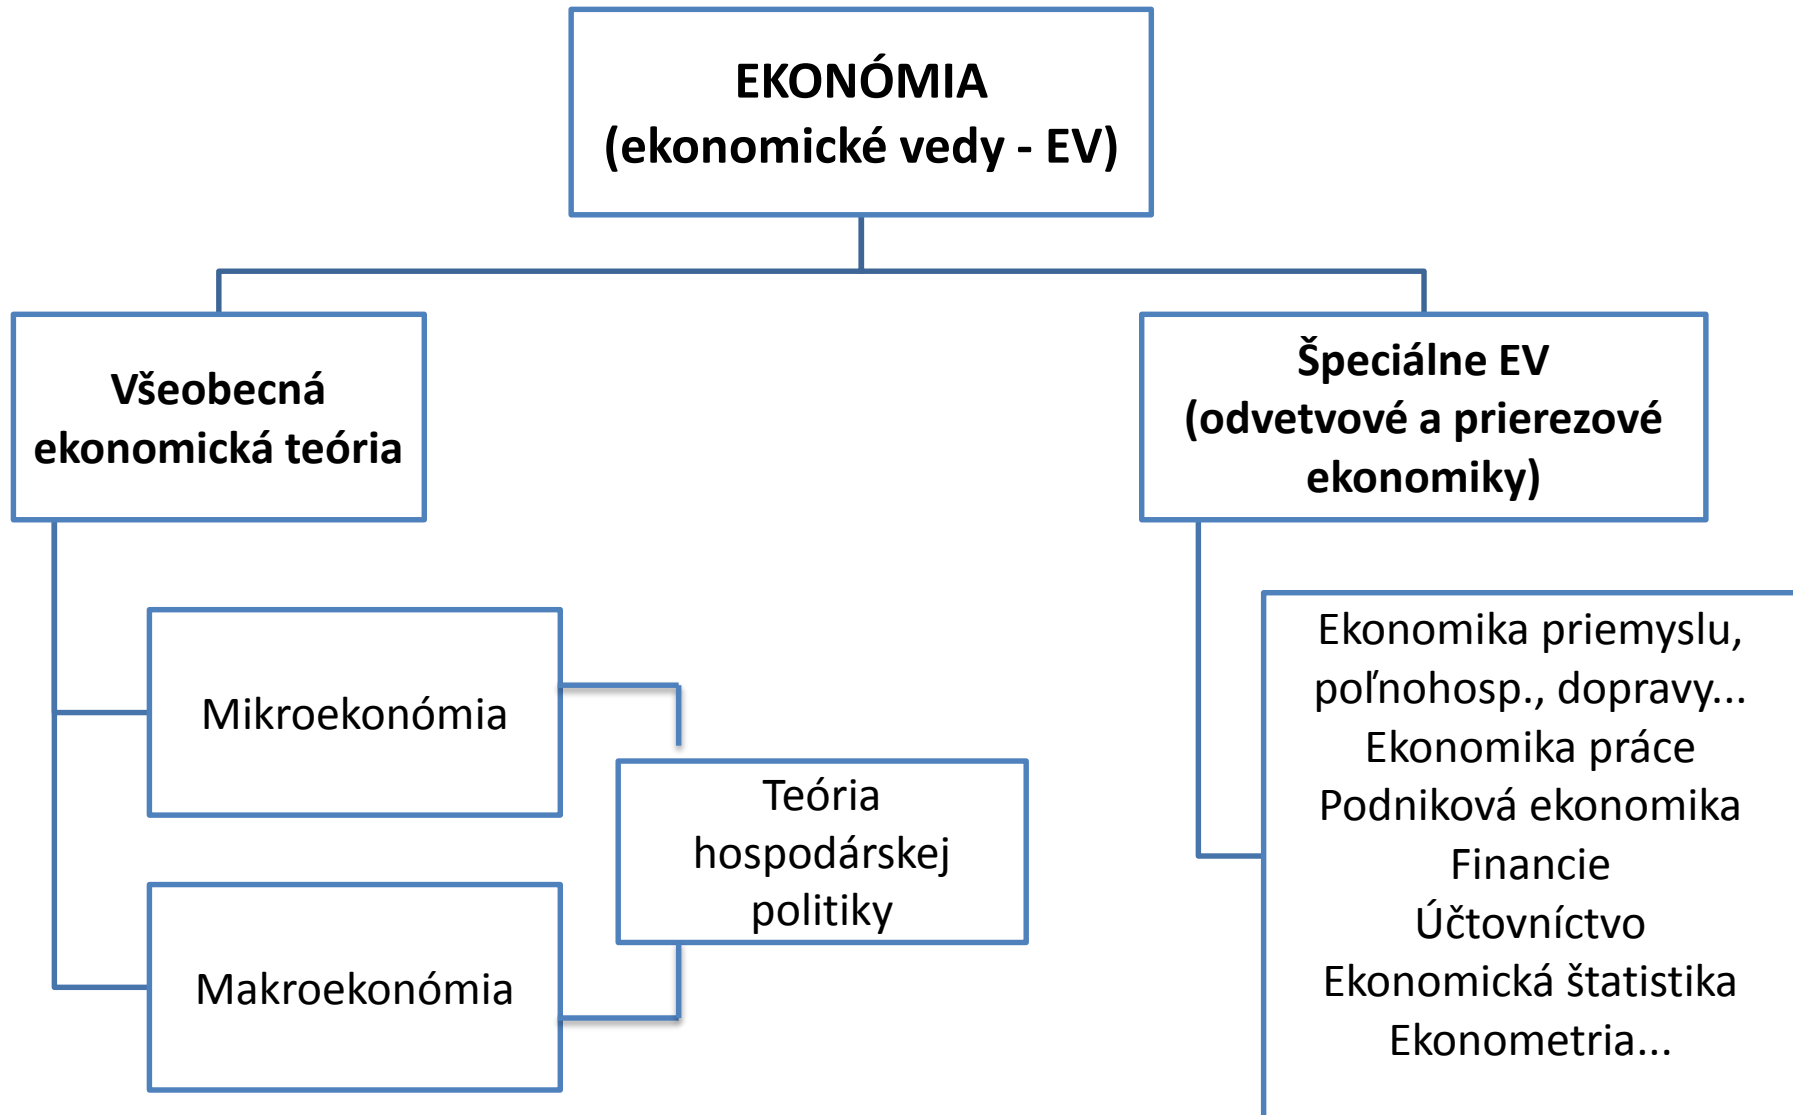 EKONÓMIA
(ekonomické vedy - EV)
Všeobecná
ekonomická teória
Špeciálne EV
(odvetvové a prierezové
ekonomiky)
Mikroekonómia
Makroekonómia
Teória
hospodárskej
politiky
Ekonomika priemyslu,
poľnohosp., dopravy...
Ekonomika práce
Podniková ekonomika
Financie
Účtovníctvo
Ekonomická štatistika
Ekonometria...